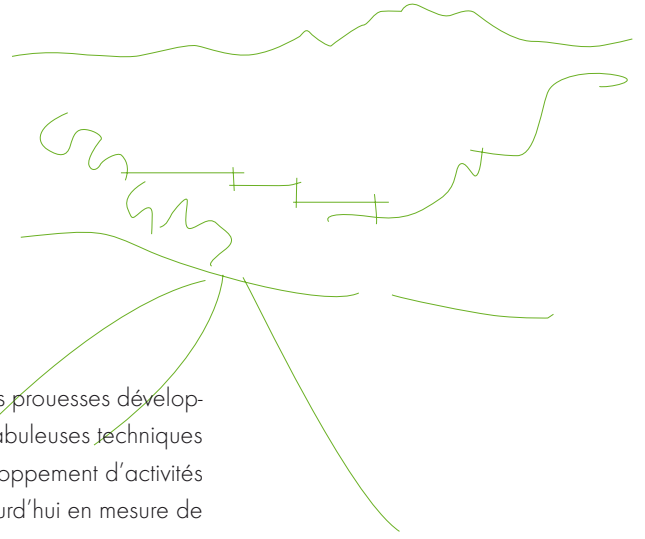 s prouesses dévelop-
abuleuses techniques
oppement d'activités
urd'hui en mesure de